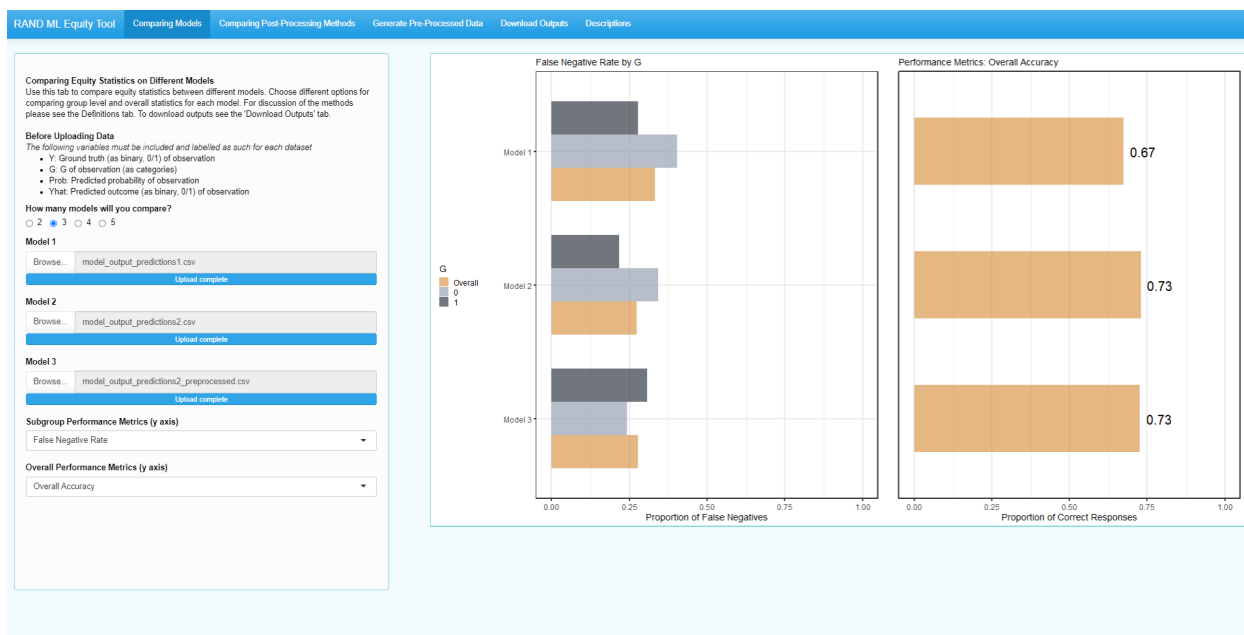 RAND ML Equity Tool
Comparing Models
Comparing Post-Processing Methods
Generate Pre-Processed Data
Download Outputs
Descriptions
Comparing Equity Statistics on Different Models
Use this tab to compare equity statistics between different models. Choose different options for
comparing group level and overall statistics for each model. For discussion of the methods
please see the Definitions tab. To download outputs see the 'Download Outputs' tab.
Before Uploading Data
The following variables must be included and labelled as such for each dataset
• Y: Ground truth (as binary, 0/1) of observation
• G: G of observation (as categories)
• Prob: Predicted probability of observation
• Yhat: Predicted outcome (as binary, 0/1) of observation
How many models will you compare?
2 3 4 5
Model 1
Browse... model_output_predictions1.csv
Upload complete
Model 2
Browse... model_output_predictions2.csv
Upload complete
Model 3
Browse... model_output_predictions2_preprocessed.csv
Upload complete
Subgroup Performance Metrics (y axis)
False Negative Rate
Overall Performance Metrics (y axis)
Overall Accuracy
G
Overall
0
1
False Negative Rate by G
Model 1
Model 2
Model 3
0.00 0.25 0.50 0.75 1.00
Proportion of False Negatives
Performance Metrics: Overall Accuracy
0.67
0.73
0.73
0.00 0.25 0.50 0.75 1.00
Proportion of Correct Responses